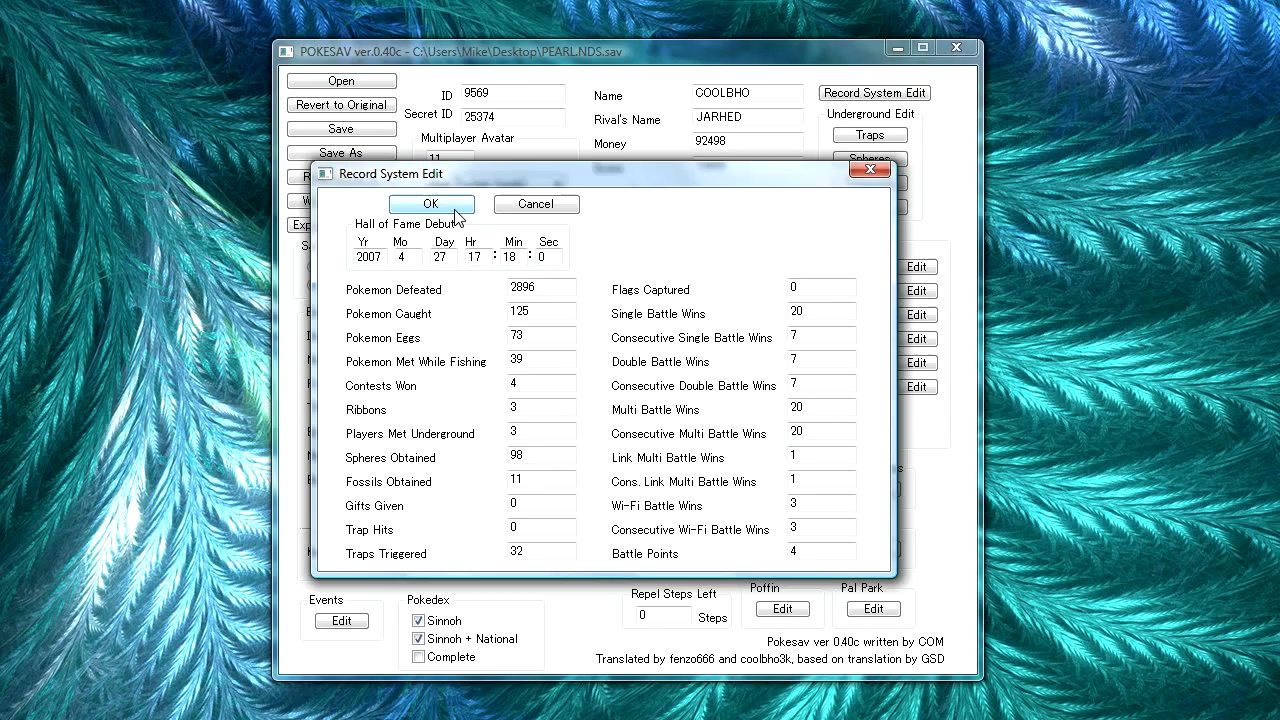 POKESAV ver.0.40c - C:\Users\Mike\Desktop\PEARL.NDS.sav
Open
ID 9569
Name COOLBHO
Record System Edit
Revert to Original
Secret ID 25374
Rival's Name JARHED
Underground Edit
Save
Multiplayer Avatar
Money 92498
Traps
Save As
11
Spheres
Record System Edit
OK
Cancel
Hall of Fame Debut
Yr Mo Day Hr Min Sec
2007 4 27 17 : 18 : 0
Pokemon Defeated 2896
Flags Captured 0
Pokemon Caught 125
Single Battle Wins 20
Pokemon Eggs 73
Consecutive Single Battle Wins 7
Pokemon Met While Fishing 39
Double Battle Wins 7
Contests Won 4
Consecutive Double Battle Wins 7
Ribbons 3
Multi Battle Wins 20
Players Met Underground 3
Consecutive Multi Battle Wins 20
Spheres Obtained 98
Link Multi Battle Wins 1
Fossils Obtained 11
Cons. Link Multi Battle Wins 1
Gifts Given 0
Wi-Fi Battle Wins 3
Trap Hits 0
Consecutive Wi-Fi Battle Wins 3
Traps Triggered 32
Battle Points 4
Edit
Edit
Edit
Edit
Edit
Edit
Events
Edit
Pokedex
Sinnoh
Sinnoh + National
Complete
Repel Steps Left
0 Steps
Poffin
Edit
Pal Park
Edit
Pokesav ver 0.40c written by COM
Translated by fenzo666 and coolbho3k, based on translation by GSD